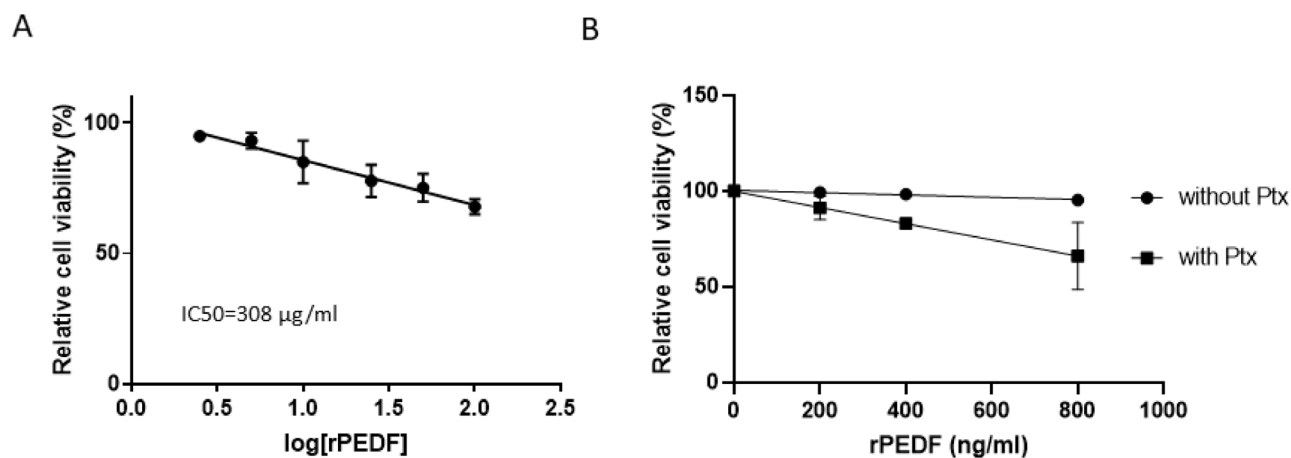 A
B
Relative cell viability (%)
100
50
0
IC50=308 µg/ml
0.0 0.5 1.0 1.5 2.0 2.5
log[rPEDF]
Relative cell viability (%)
150
100
50
0
without Ptx
with Ptx
0 200 400 600 800 1000
rPEDF (ng/ml)